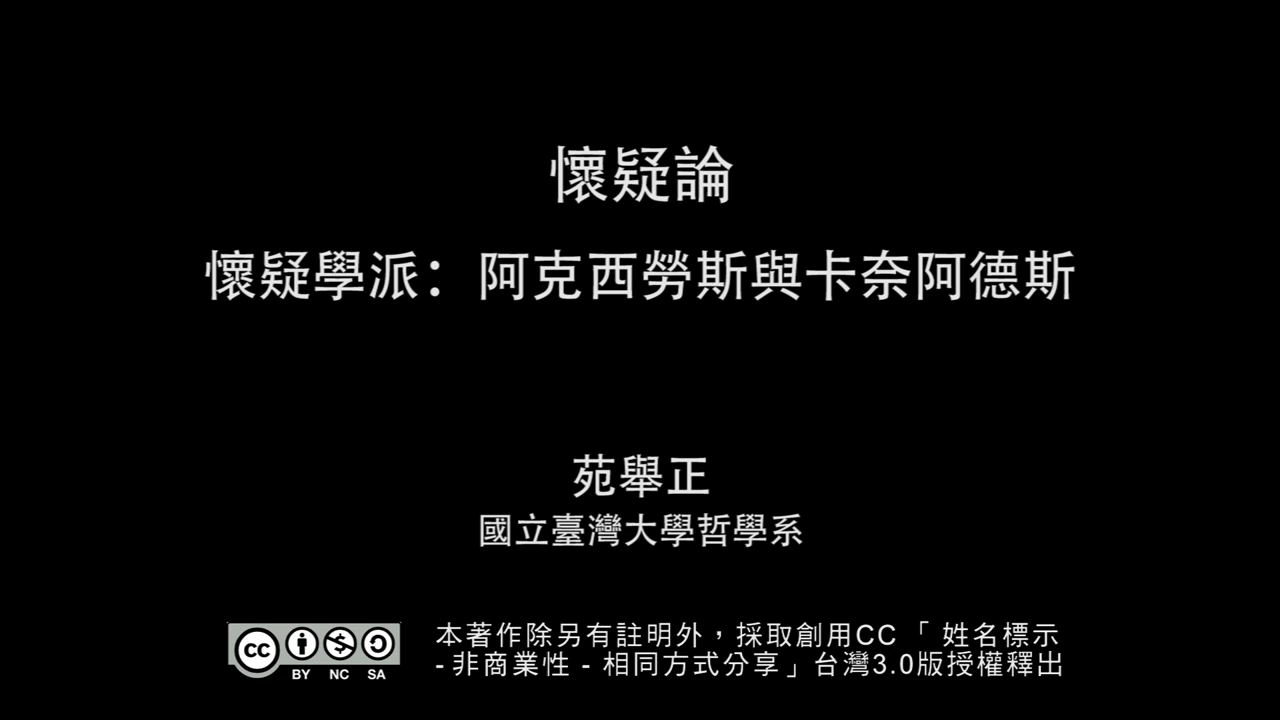 懷疑論
懷疑學派：阿克西勞斯與卡奈阿德斯
苑舉正
國立臺灣大學哲學系
cc BY NC SA
本著作除另有註明外，採取創用CC「 姓名標示
- 非商業性 - 相同方式分享」台灣3.0版授權釋出